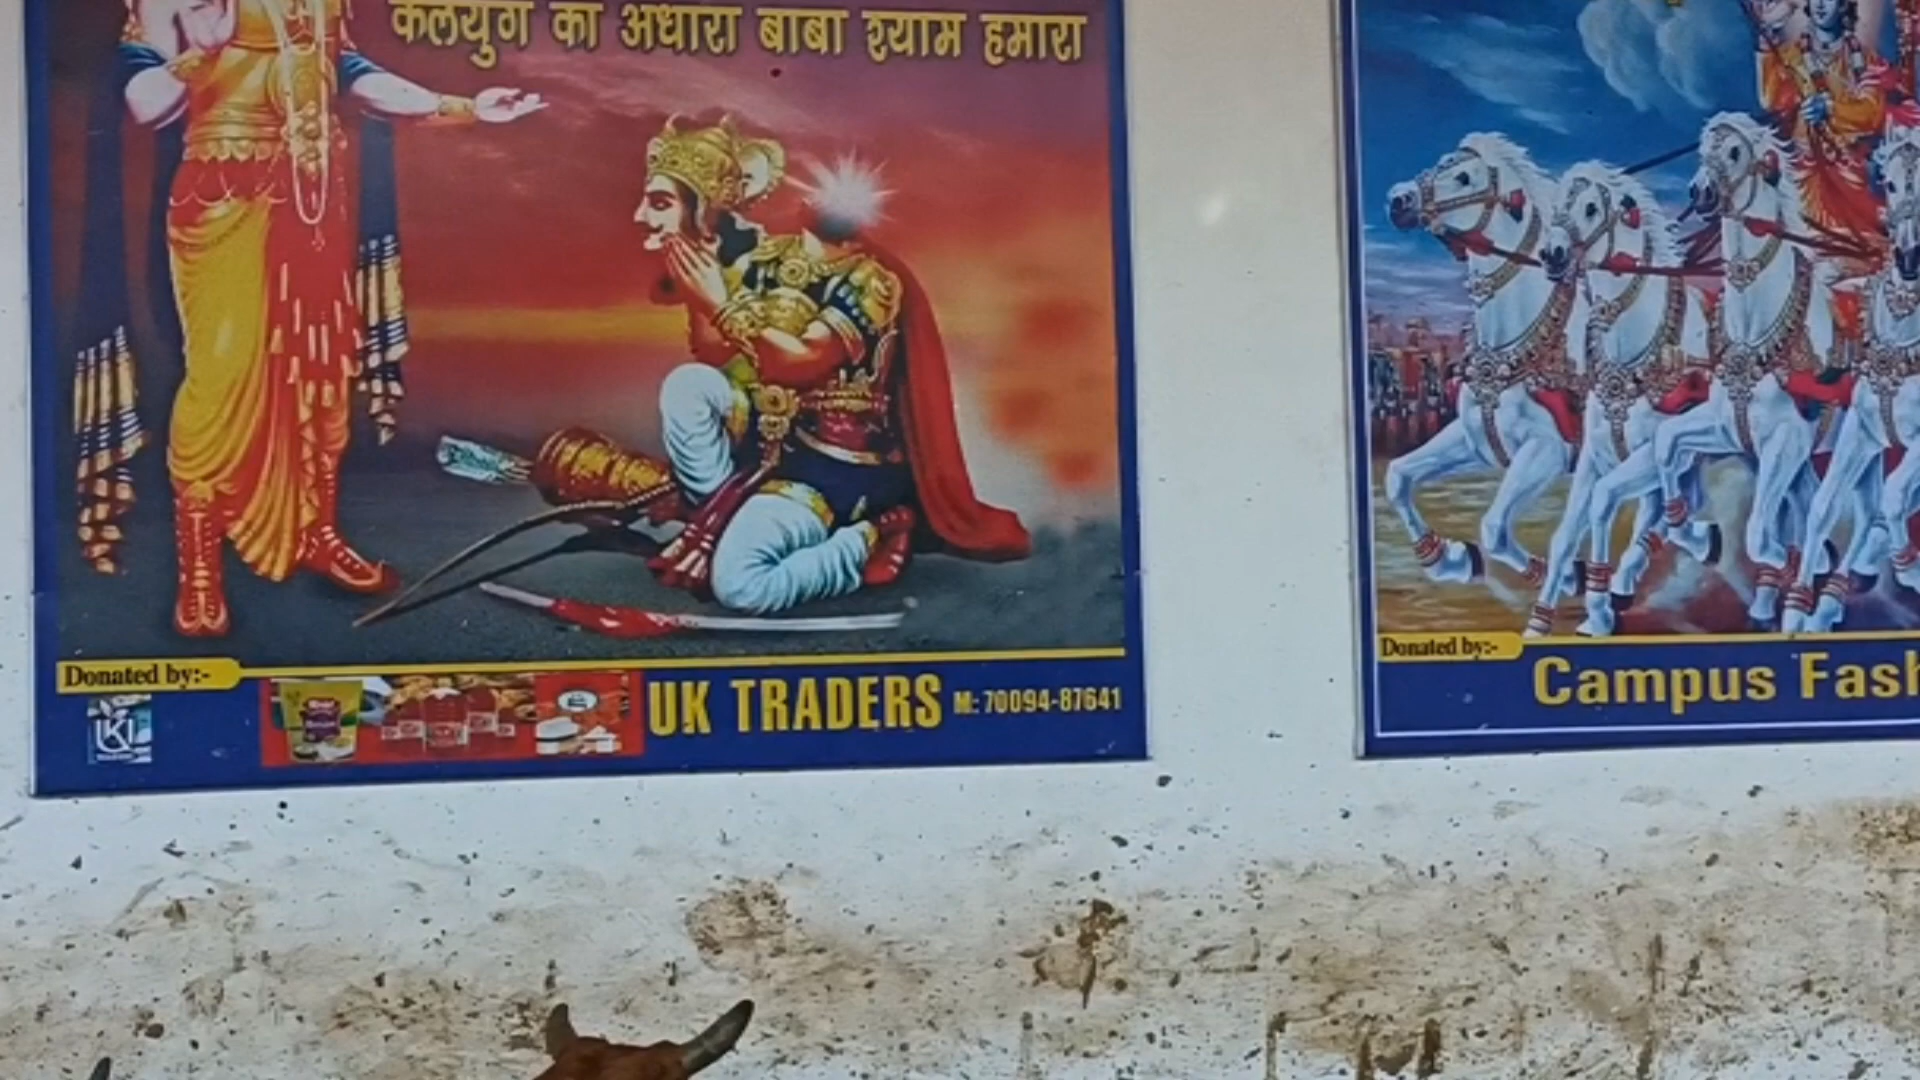 कलयुग का अधारा बाबा श्याम हमारा
Donated by:-
UK TRADERS M: 70094-87641
Donated by:-
Campus Fash